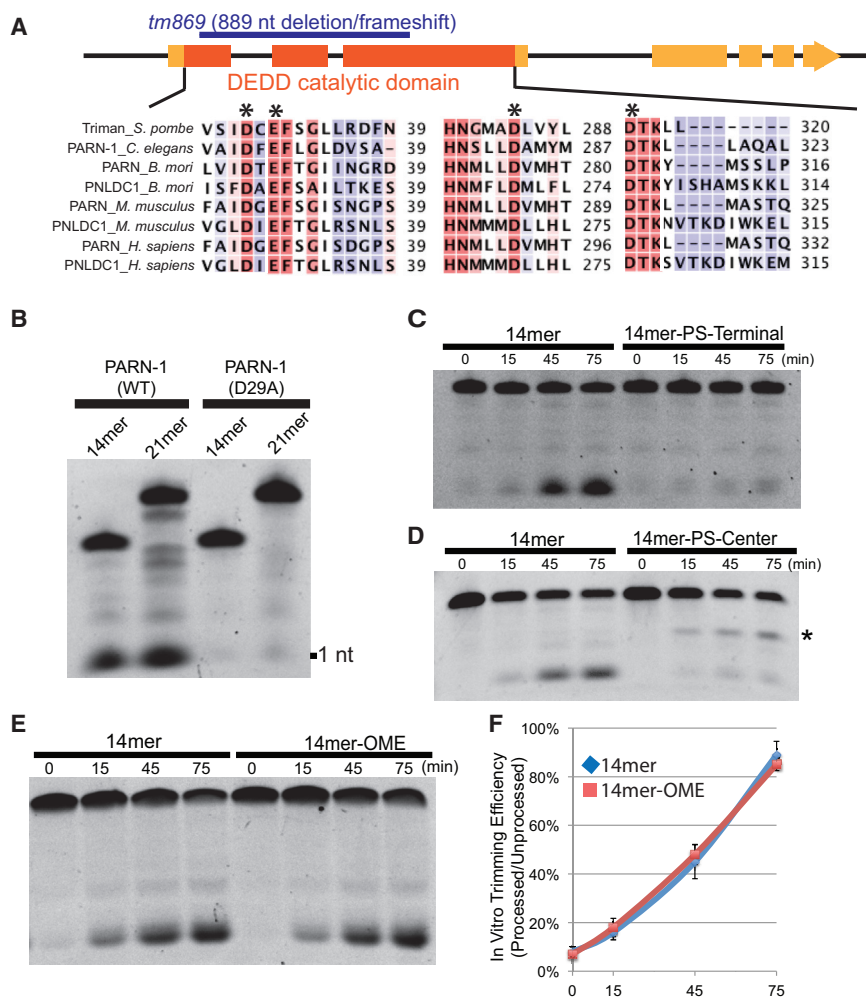 A
tm869 (889 nt deletion/frameshift)
DEDD catalytic domain
* * * *
Triman_S. pombe VSIDCEFSGLLRDFN 39 HNGMADLVYL 288 DTKLL------- 320
PARN-1_C. elegans VAIDFEFLGLDVSA- 39 HNSLLDAMYM 287 DTKL----LAQAL 323
PARN_B. mori VLIDTEFTGIINGRD 39 HNMLLDVMHT 280 DTKY----MSSLP 316
PNLDC1_B. mori ISFDAEFSAILTKES 39 HNMFLDMLFL 274 DTKYISHAMSKKL 314
PARN_M. musculus FAIDGEFSGISNGPS 39 HNMLLDVMHT 289 DTKL----MASTQ 325
PNLDC1_M. musculus VGLDIEFTGLRSNLS 39 HNMMMDLLHL 275 DTKNVTKDIWKEL 315
PARN_H. sapiens FAIDGEFSGISDGPS 39 HNMLLDVMHT 296 DTKL----MASTQ 332
PNLDC1_H. sapiens VGLDIEFTGLRSNLS 39 HNMMMDLLHL 275 DTKSVTKDIWKEM 315
B
PARN-1 (WT)
PARN-1 (D29A)
14mer 21mer 14mer 21mer
1 nt
C
14mer 14mer-PS-Terminal
0 15 45 75 0 15 45 75 (min)
D
14mer 14mer-PS-Center
0 15 45 75 0 15 45 75 (min)
*
E
14mer 14mer-OME
0 15 45 75 0 15 45 75 (min)
F
In Vitro Trimming Efficiency
(Processed/Unprocessed)
100%
80%
60%
40%
20%
0%
14mer
14mer-OME
0 15 45 75